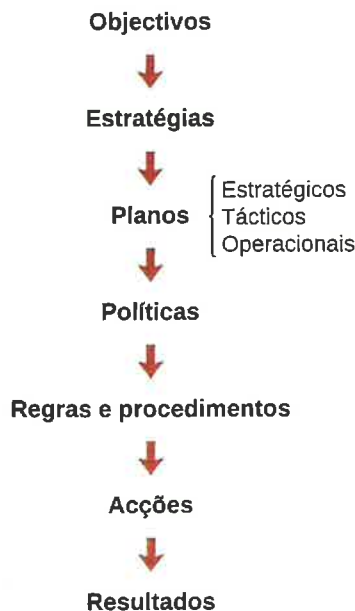 Objectivos
Estratégias
Planos
Estratégicos
Tácticos
Operacionais
Políticas
Regras e procedimentos
Acções
Resultados